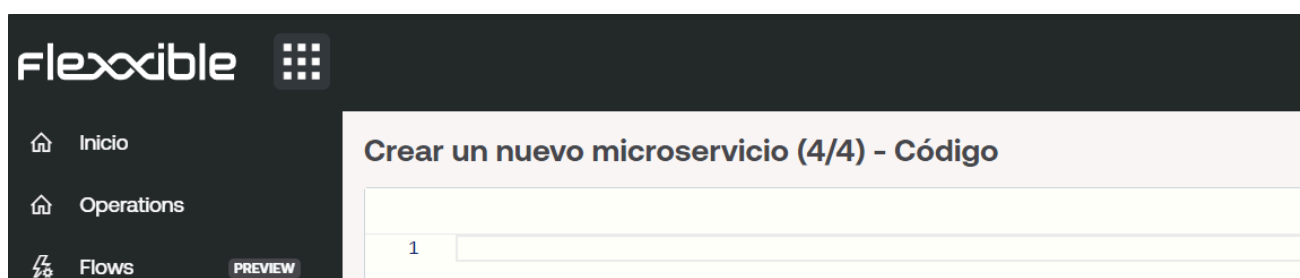 Flexxible
Inicio
Crear un nuevo microservicio (4/4) - Código
Operations
1
Flows PREVIEW